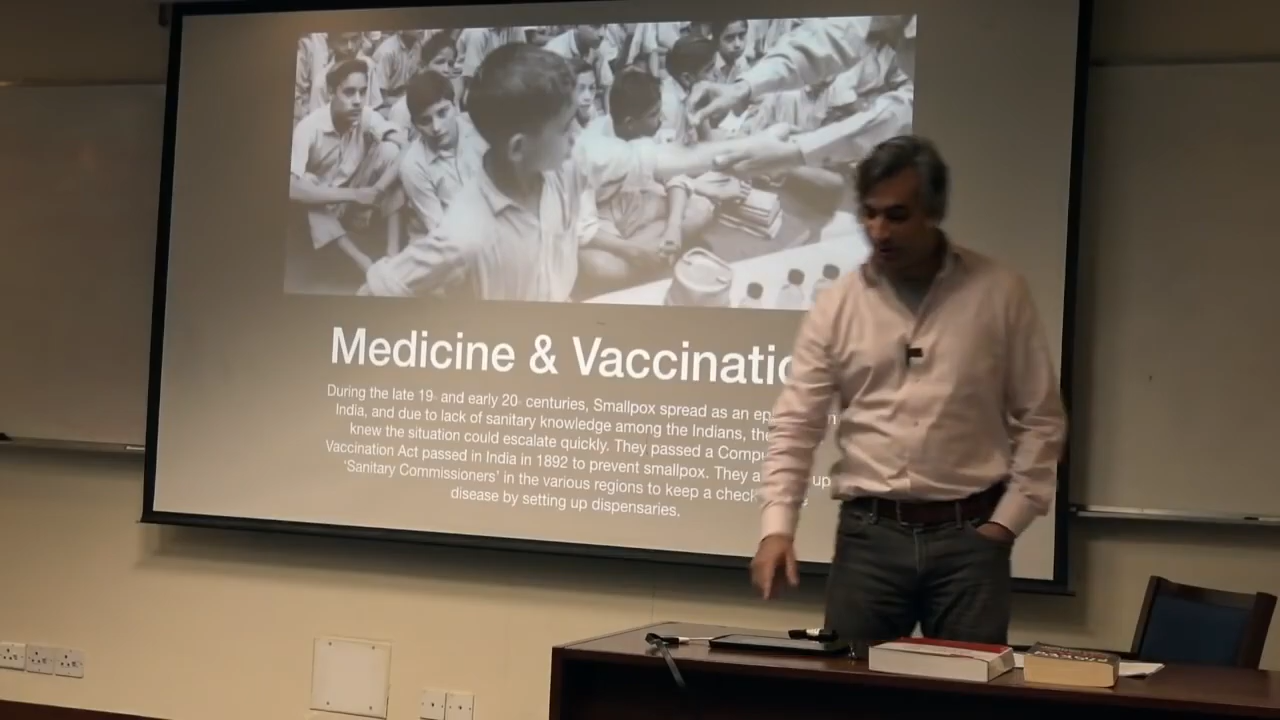 Medicine & Vaccinatio
During the late 19 and early 20 centuries, Smallpox spread as an ep
India, and due to lack of sanitary knowledge among the Indians, the
knew the situation could escalate quickly. They passed a Compu
Vaccination Act passed in India in 1892 to prevent smallpox. They a up
'Sanitary Commissioners' in the various regions to keep a check
disease by setting up dispensaries.